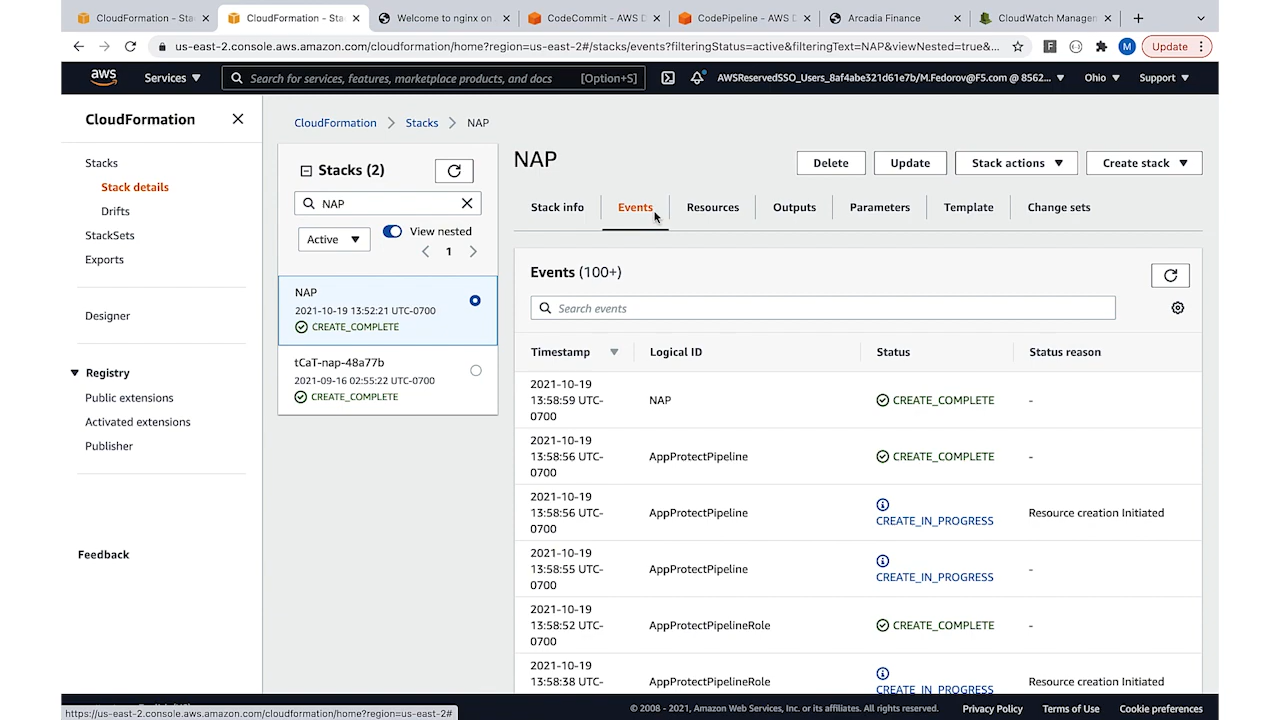 CloudFormation - Sta
CloudFormation - Sta
Welcome to nginx on
CodeCommit - AWS D
CodePipeline - AWS D
Arcadia Finance
CloudWatch Manager
us-east-2.console.aws.amazon.com/cloudformation/home?region=us-east-2#/stacks/events?filteringStatus=active&filteringText=NAP&viewNested=true&...
F
M
Update
aws
Services
Search for services, features, marketplace products, and docs
[Option+S]
AWSReservedSSO_Users_8af4abe321d61e7b/M.Fedorov@F5.com @ 8562...
Ohio
Support
CloudFormation
Stacks
Stack details
Drifts
StackSets
Exports
Designer
Registry
Public extensions
Activated extensions
Publisher
Feedback
CloudFormation
Stacks
NAP
Stacks (2)
NAP
Active
View nested
1
NAP
2021-10-19 13:52:21 UTC-0700
CREATE_COMPLETE
tCaT-nap-48a77b
2021-09-16 02:55:22 UTC-0700
CREATE_COMPLETE
NAP
Delete
Update
Stack actions
Create stack
Stack info
Events
Resources
Outputs
Parameters
Template
Change sets
Events (100+)
Search events
Timestamp
Logical ID
Status
Status reason
2021-10-19
13:58:59 UTC-
0700
NAP
CREATE_COMPLETE
-
2021-10-19
13:58:56 UTC-
0700
AppProtectPipeline
CREATE_COMPLETE
-
2021-10-19
13:58:56 UTC-
0700
AppProtectPipeline
CREATE_IN_PROGRESS
Resource creation Initiated
2021-10-19
13:58:55 UTC-
0700
AppProtectPipeline
CREATE_IN_PROGRESS
-
2021-10-19
13:58:52 UTC-
0700
AppProtectPipelineRole
CREATE_COMPLETE
-
2021-10-19
13:58:38 UTC-
AppProtectPipelineRole
CREATE_IN_PROGRESS
Resource creation Initiated
https://us-east-2.console.aws.amazon.com/cloudformation/home?region=us-east-2#
© 2008 - 2021, Amazon Web Services, Inc. or its affiliates. All rights reserved.
Privacy Policy
Terms of Use
Cookie preferences